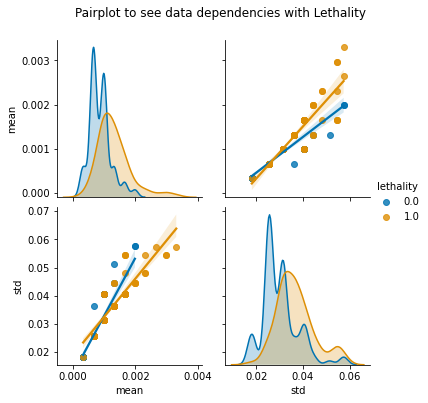 Pairplot to see data dependencies with Lethality
0.003
0.002
0.001
0.000
mean
lethality
0.0
1.0
0.07
0.06
0.05
0.04
0.03
0.02
std
0.000 0.002 0.004
mean
0.02 0.04 0.06
std